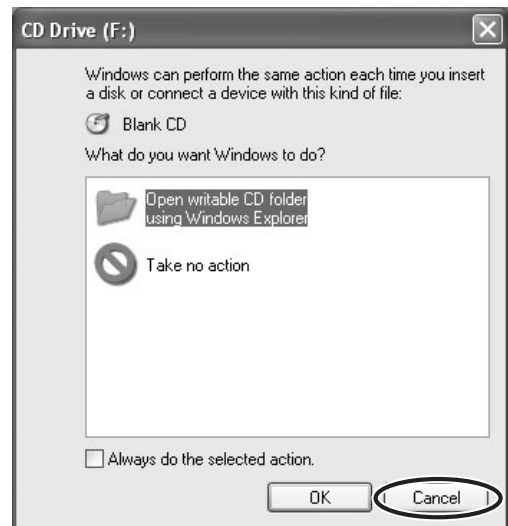 CD Drive (F:)
Windows can perform the same action each time you insert
a disk or connect a device with this kind of file:
Blank CD
What do you want Windows to do?
Open writable CD folder
using Windows Explorer
Take no action
Always do the selected action.
OK Cancel